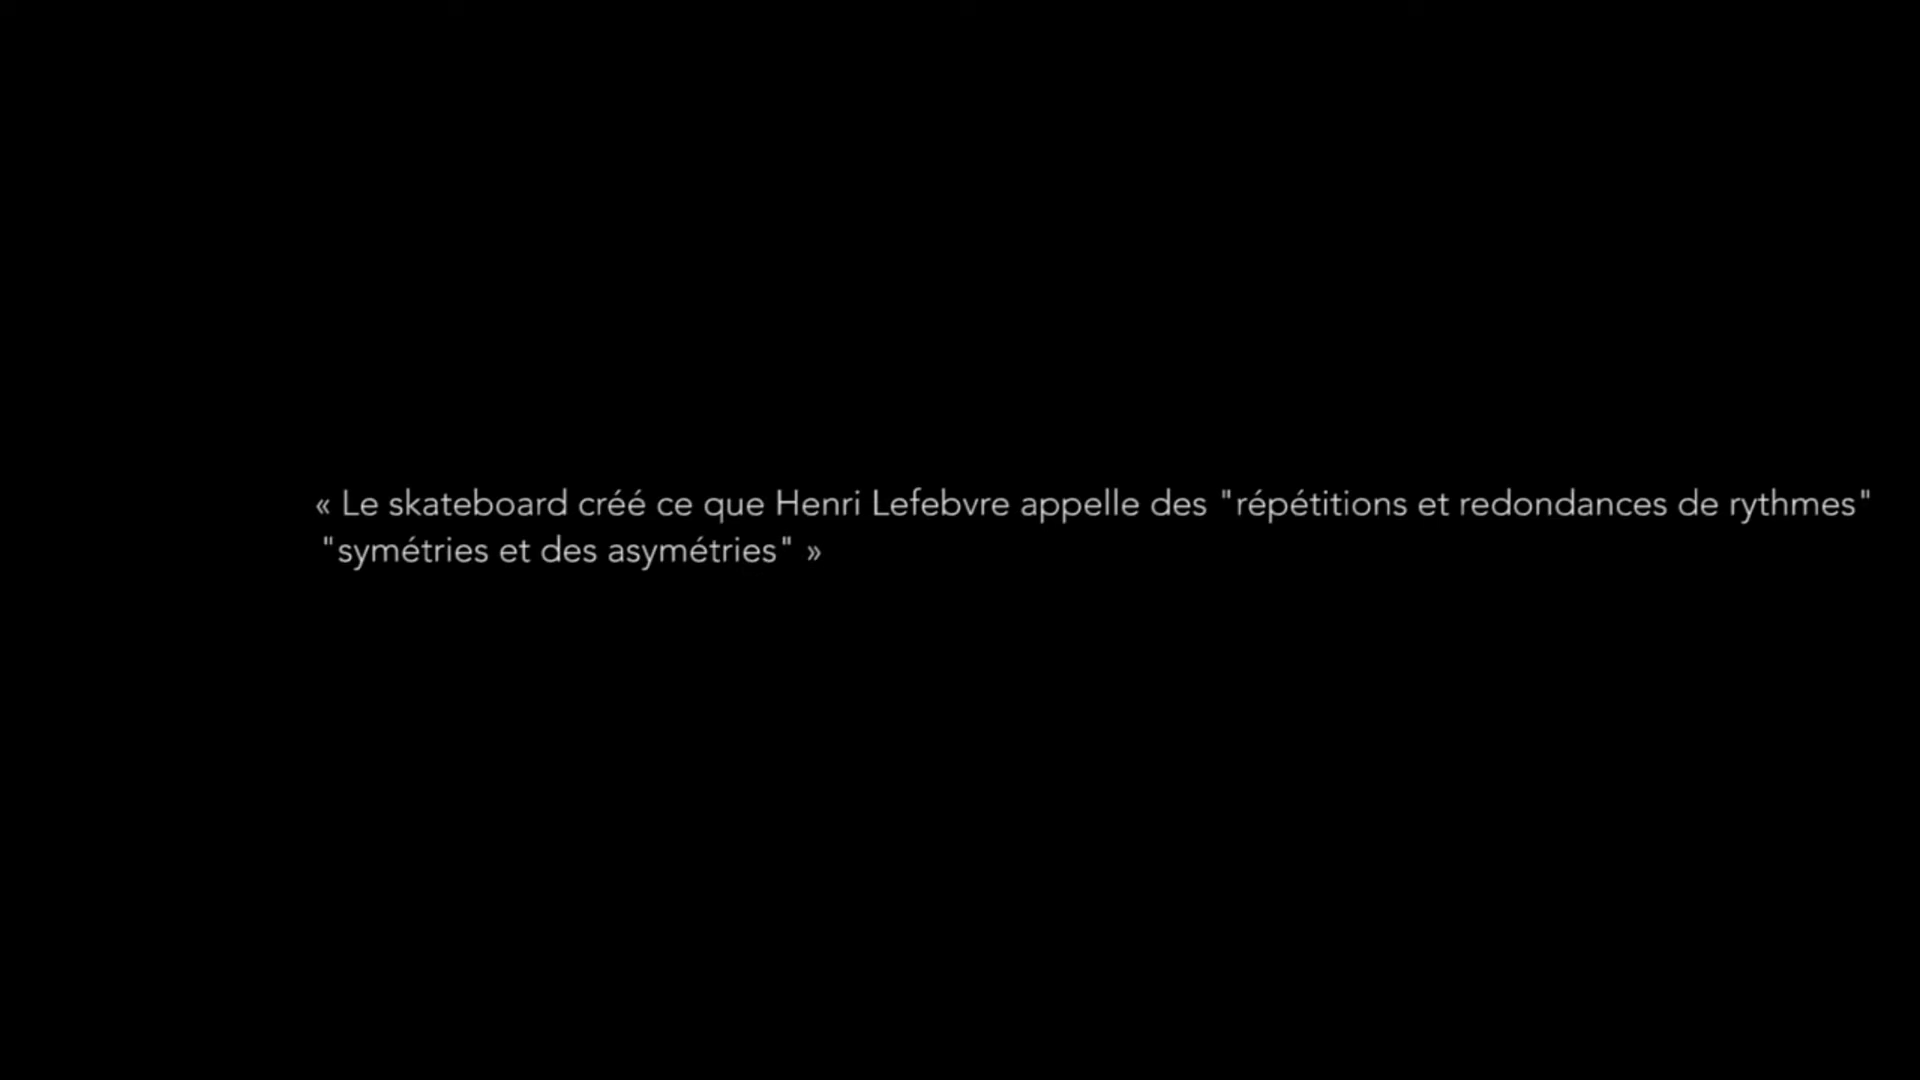 « Le skateboard créé ce que Henri Lefebvre appelle des "répétitions et redondances de rythmes"
"symétries et des asymétries" »